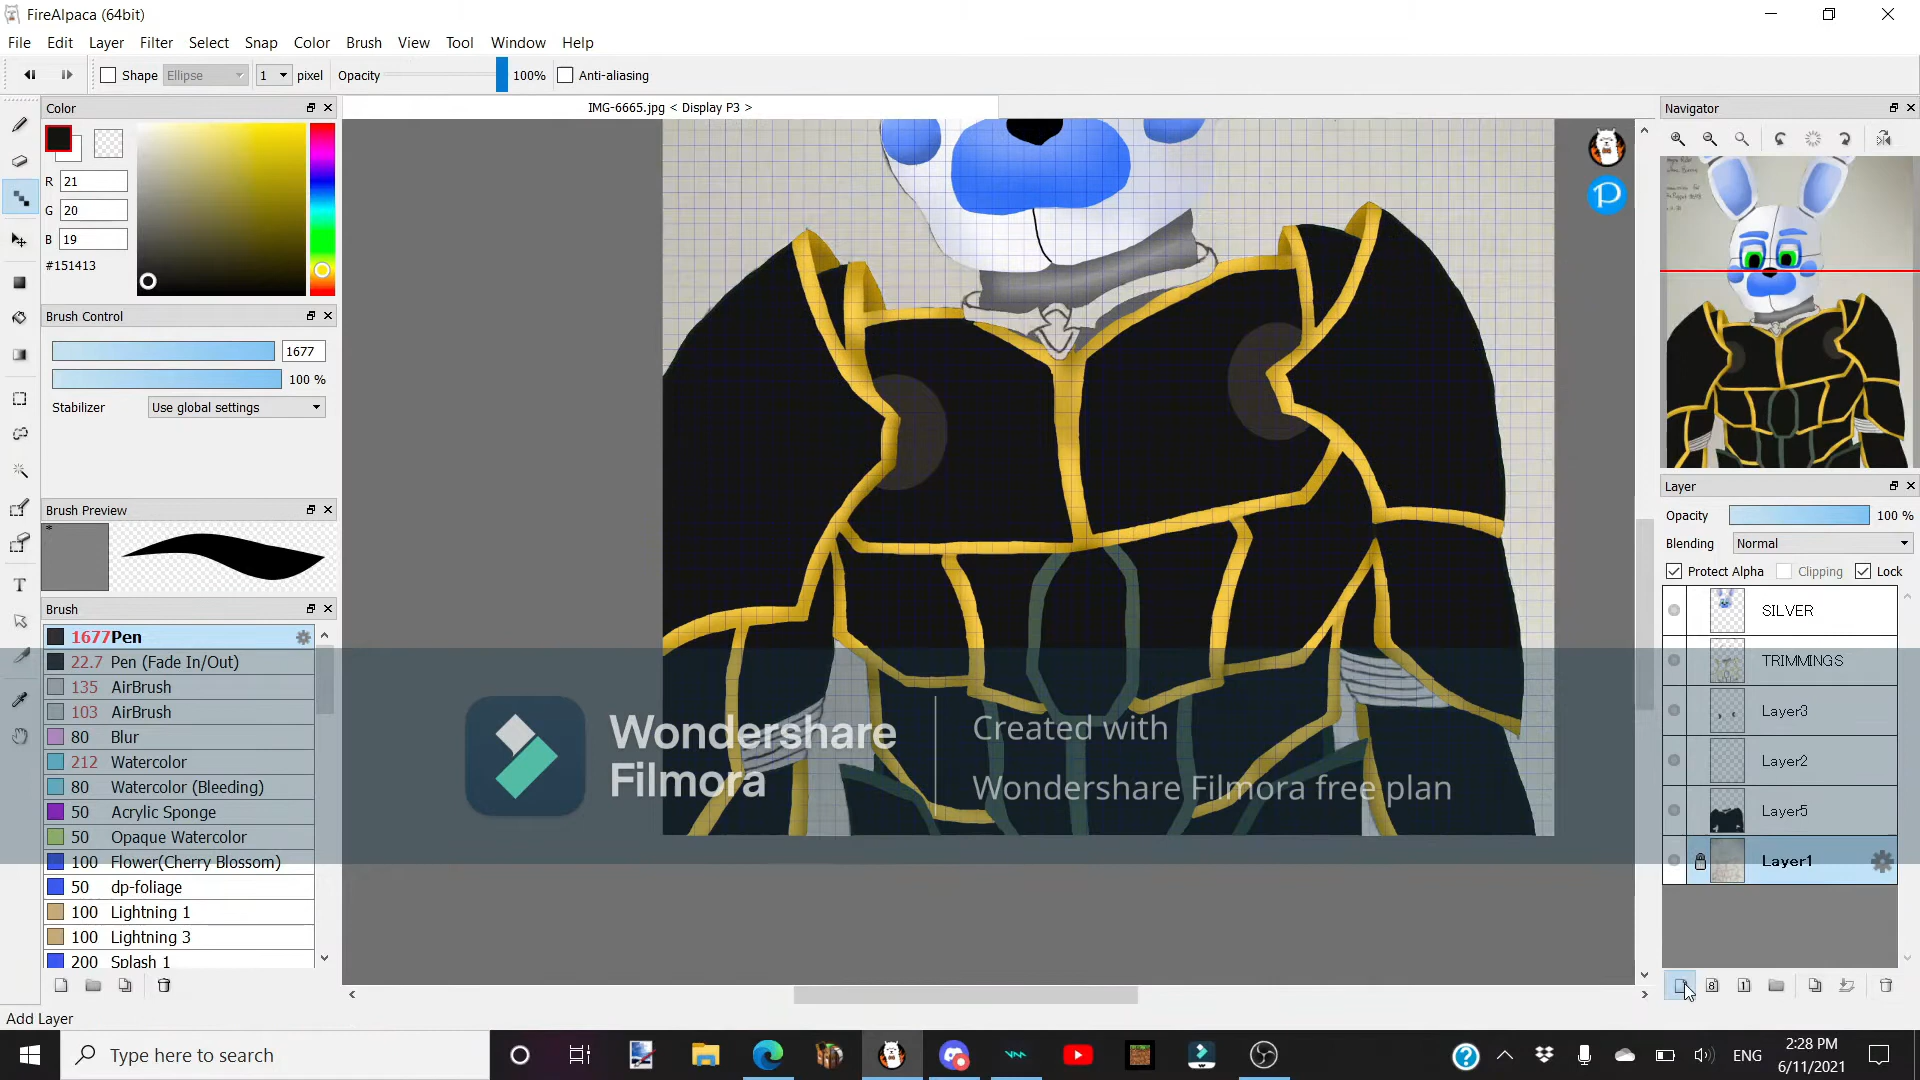 FireAlpaca (64bit)
File Edit Layer Filter Select Snap Color Brush View Tool Window Help
Shape Ellipse 1 pixel Opacity 100% Anti-aliasing
Color
IMG-6665.jpg < Display P3 >
Navigator
R 21
G 20
B 19
#151413
Brush Control
1677
100 %
Stabilizer Use global settings
Layer
Opacity 100 %
Blending Normal
Protect Alpha Clipping Lock
Brush Preview
*
Brush
1677 Pen
22.7 Pen (Fade In/Out)
135 AirBrush
103 AirBrush
80 Blur
212 Watercolor
80 Watercolor (Bleeding)
50 Acrylic Sponge
50 Opaque Watercolor
100 Flower(Cherry Blossom)
50 dp-foliage
100 Lightning 1
100 Lightning 3
200 Splash 1
SILVER
TRIMMINGS
Layer3
Layer2
Layer5
Layer1
Wondershare
Filmora
Created with
Wondershare Filmora free plan
Add Layer
Type here to search
ENG
2:28 PM
6/11/2021